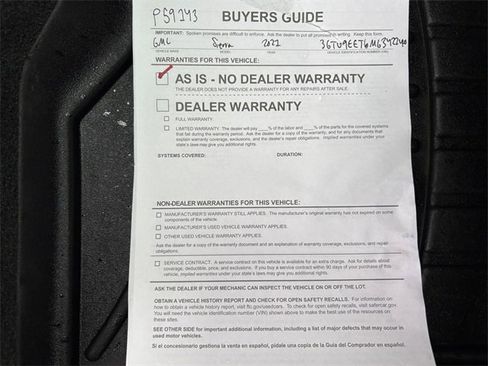 P59143
BUYERS GUIDE
IMPORTANT: Spoken promises are difficult to enforce. Ask the dealer to put all promises in writing. Keep this form.
GMC Sierra 2021
VEHICLE MAKE MODEL YEAR VEHICLE IDENTIFICATION NUMBER (VIN)
WARRANTIES FOR THIS VEHICLE:
AS IS - NO DEALER WARRANTY
THE DEALER DOES NOT PROVIDE A WARRANTY FOR ANY REPAIRS AFTER SALE.
DEALER WARRANTY
FULL WARRANTY.
LIMITED WARRANTY. The dealer will pay ____% of the labor and ____% of the parts for the covered systems
that fail during the warranty period. Ask the dealer for a copy of the warranty, and for any documents that
explain warranty coverage, exclusions, and the dealer's repair obligations. Implied warranties under your
state's laws may give you additional rights.
SYSTEMS COVERED: DURATION:
NON-DEALER WARRANTIES FOR THIS VEHICLE:
MANUFACTURER'S WARRANTY STILL APPLIES. The manufacturer's original warranty has not expired on some
components of the vehicle.
MANUFACTURER'S USED VEHICLE WARRANTY APPLIES.
OTHER USED VEHICLE WARRANTY APPLIES.
Ask the dealer for a copy of the warranty document and an explanation of warranty coverage, exclusions, and repair
obligations.
SERVICE CONTRACT. A service contract on this vehicle is available for an extra charge. Ask for details about
coverage, deductible, price, and exclusions. If you buy a service contract within 90 days of your purchase of this
vehicle, implied warranties under your state's laws may give you additional rights.
ASK THE DEALER IF YOUR MECHANIC CAN INSPECT THE VEHICLE ON OR OFF THE LOT.
OBTAIN A VEHICLE HISTORY REPORT AND CHECK FOR OPEN SAFETY RECALLS. For information on
how to obtain a vehicle history report, visit ftc.gov/usedcars. To check for open safety recalls, visit safercar.gov.
You will need the vehicle identification number (VIN) shown above to make the best use of the resources on
these sites.
SEE OTHER SIDE for important additional information, including a list of major defects that may occur in
used motor vehicles.
Si el concesionario gestiona la venta en español, pídale una copia de la Guía del Comprador en español.